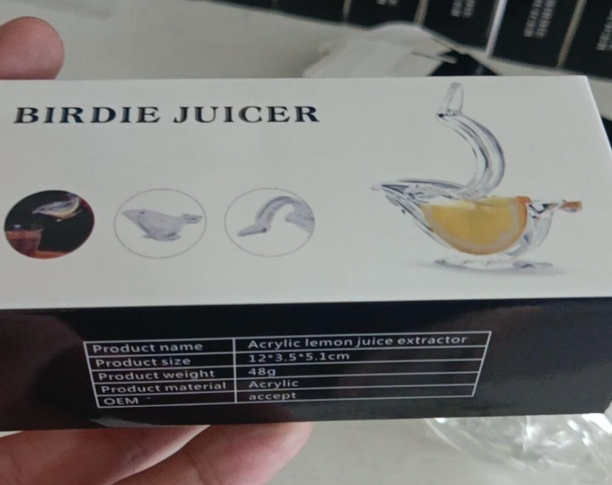 BIRDIE JUICER
Product name Acrylic lemon juice extractor
Product size 12*3.5*5.1cm
Product weight 48g
Product material Acrylic
OEM accept